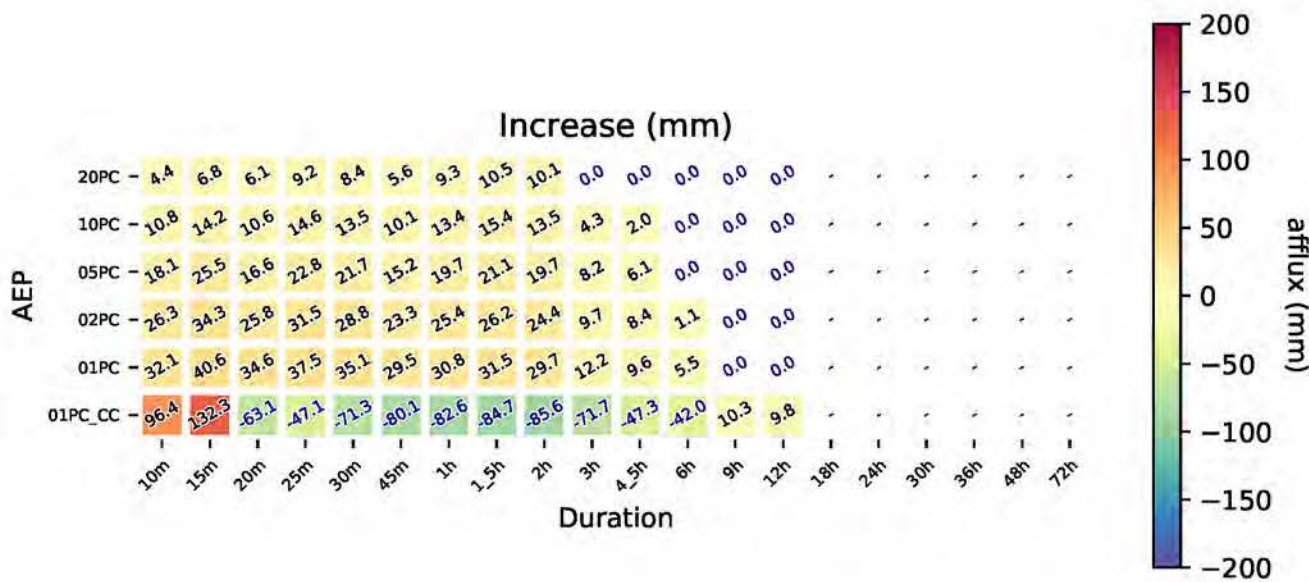 Increase (mm)
AEP
20PC 4.4 6.8 6.1 9.2 8.4 5.6 9.3 10.5 10.1 0.0 0.0 0.0 0.0 0.0 - - - - - -
10PC 10.8 14.2 10.6 14.6 13.5 10.1 13.4 15.4 13.5 4.3 2.0 0.0 0.0 0.0 - - - - - -
05PC 18.1 25.5 16.6 22.8 21.7 15.2 19.7 21.1 19.7 8.2 6.1 0.0 0.0 0.0 - - - - - -
02PC 26.3 34.3 25.8 31.5 28.8 23.3 25.4 26.2 24.4 9.7 8.4 1.1 0.0 0.0 - - - - - -
01PC 32.1 40.6 34.6 37.5 35.1 29.5 30.8 31.5 29.7 12.2 9.6 5.5 0.0 0.0 - - - - - -
01PC_CC 96.4 132.3 -63.1 -47.1 -71.3 -80.1 -82.6 -84.7 -85.6 -71.7 -47.3 -42.0 10.3 9.8 - - - - - -
10m 15m 20m 25m 30m 45m 1h 1_5h 2h 3h 4_5h 6h 9h 12h 18h 24h 30h 36h 48h 72h
Duration
200
150
100
50
0
−50
−100
−150
−200
afflux (mm)